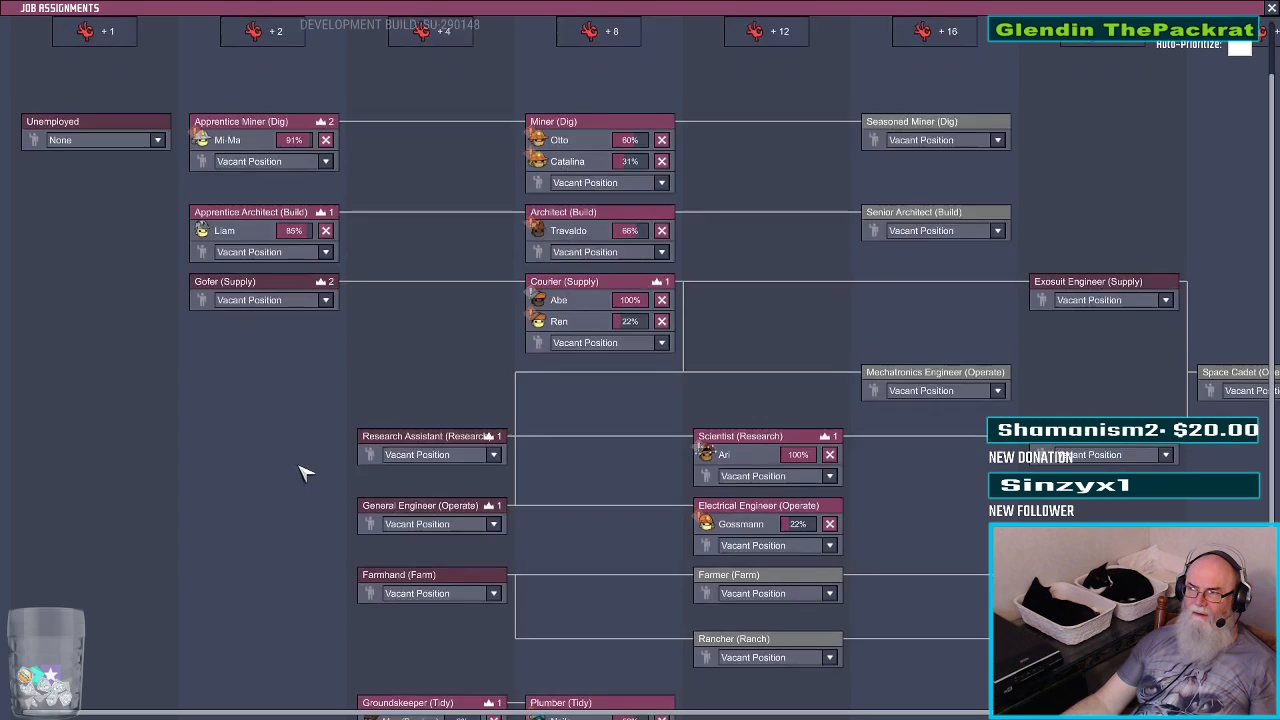 JOB ASSIGNMENTS
DEVELOPMENT BUILD: SU-290148
+ 1
+ 2
+ 4
+ 8
+ 12
+ 16
Glendin ThePackrat
Auto-Prioritize:
Unemployed
None
Apprentice Miner (Dig) 2
Mi-Ma 91%
Vacant Position
Miner (Dig)
Otto 60%
Catalina 31%
Vacant Position
Seasoned Miner (Dig)
Vacant Position
Apprentice Architect (Build) 1
Liam 85%
Vacant Position
Architect (Build)
Travaldo 66%
Vacant Position
Senior Architect (Build)
Vacant Position
Gofer (Supply) 2
Vacant Position
Courier (Supply) 1
Abe 100%
Ren 22%
Vacant Position
Exosuit Engineer (Supply)
Vacant Position
Mechatronics Engineer (Operate)
Vacant Position
Space Cadet (Ope
Vacant Posit
Research Assistant (Research 1
Vacant Position
Scientist (Research) 1
Ari 100%
Vacant Position
Vacant Position
Shamanism2- $20.00
NEW DONATION
Sinzyx1
NEW FOLLOWER
General Engineer (Operate) 1
Vacant Position
Electrical Engineer (Operate)
Gossmann 22%
Vacant Position
Farmhand (Farm)
Vacant Position
Farmer (Farm)
Vacant Position
Rancher (Ranch)
Vacant Position
Groundskeeper (Tidy) 1
Plumber (Tidy)